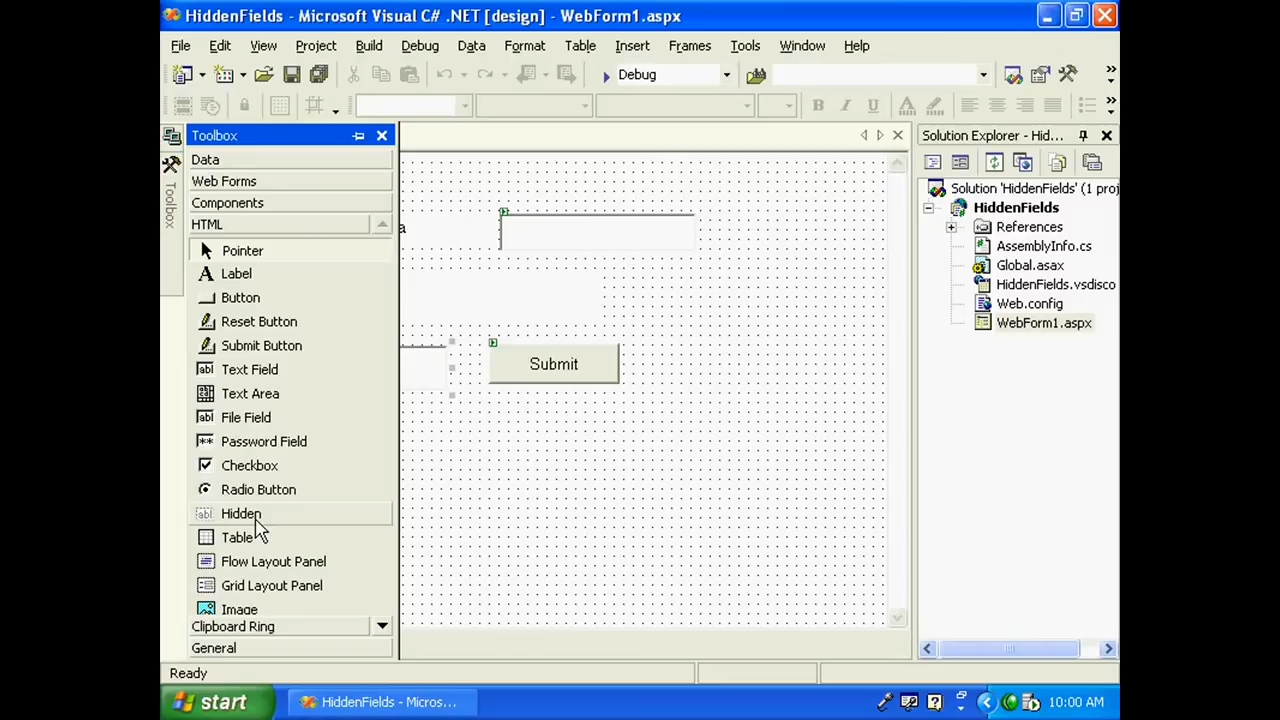 HiddenFields - Microsoft Visual C# .NET [design] - WebForm1.aspx
File Edit View Project Build Debug Data Format Table Insert Frames Tools Window Help
Debug
B I U
Toolbox
Solution Explorer - Hid...
Toolbox
Data
Web Forms
Components
HTML
Pointer
Label
Button
Reset Button
Submit Button
Text Field
Text Area
File Field
Password Field
Checkbox
Radio Button
Hidden
Table
Flow Layout Panel
Grid Layout Panel
Image
Clipboard Ring
General
a
Submit
Solution 'HiddenFields' (1 proj
HiddenFields
References
AssemblyInfo.cs
Global.asax
HiddenFields.vsdisco
Web.config
WebForm1.aspx
Ready
start
HiddenFields - Micros...
10:00 AM